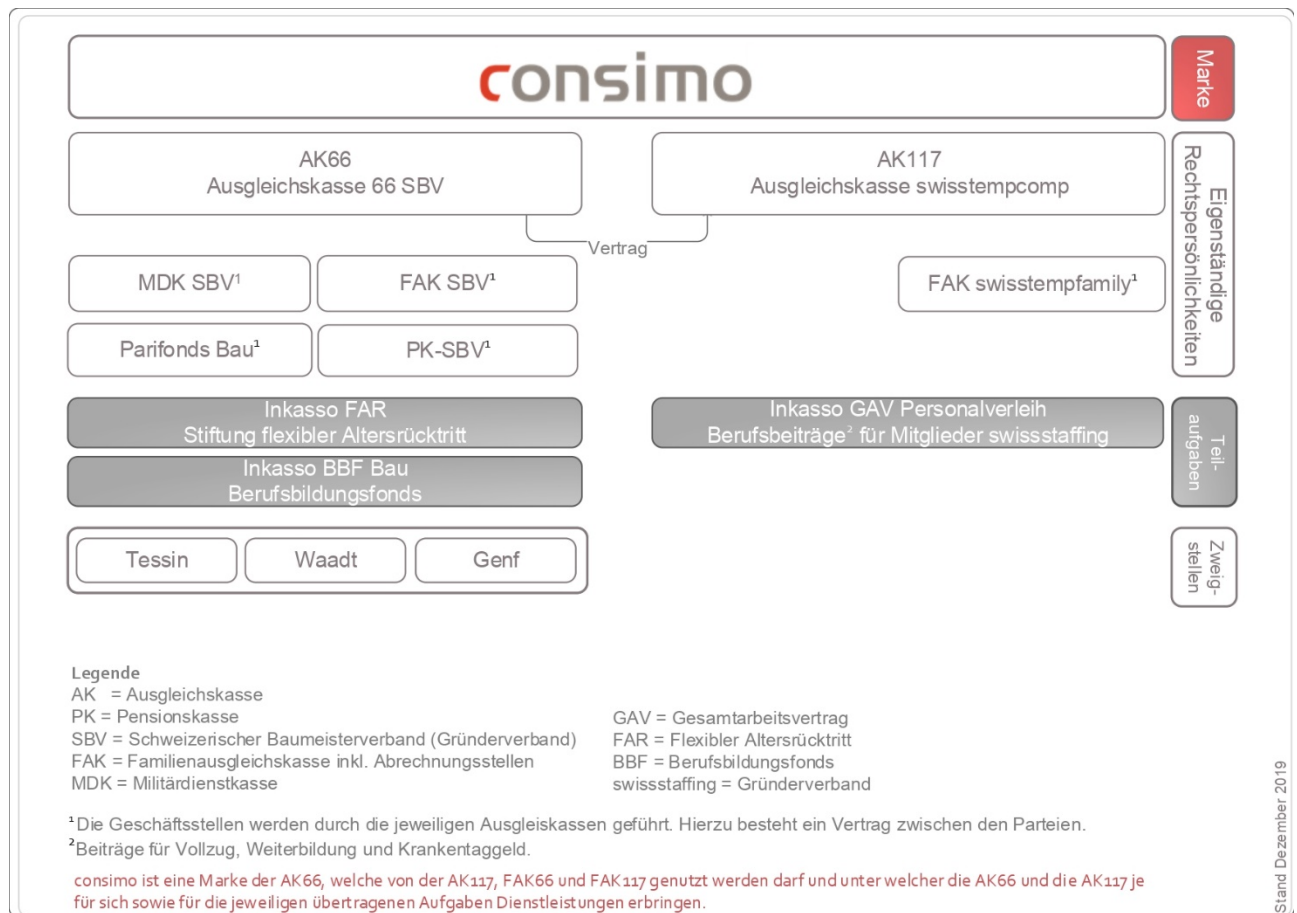 consimo
Marke
AK66
Ausgleichskasse 66 SBV
AK117
Ausgleichskasse swisstempcomp
Eigenständige
Rechtspersönlichkeiten
Vertrag
MDK SBV¹
FAK SBV¹
FAK swisstempfamily¹
Parifonds Bau¹
PK-SBV¹
Inkasso FAR
Stiftung flexibler Altersrücktritt
Inkasso GAV Personalverleih
Berufsbeiträge² für Mitglieder swissstaffing
Teil-
aufgaben
Inkasso BBF Bau
Berufsbildungsfonds
Tessin
Waadt
Genf
Zweig-
stellen
Legende
AK = Ausgleichskasse
PK = Pensionskasse
SBV = Schweizerischer Baumeisterverband (Gründerverband)
FAK = Familienausgleichskasse inkl. Abrechnungsstellen
MDK = Militärdienstkasse
GAV = Gesamtarbeitsvertrag
FAR = Flexibler Altersrücktritt
BBF = Berufsbildungsfonds
swissstaffing = Gründerverband
¹Die Geschäftsstellen werden durch die jeweiligen Ausgleiskassen geführt. Hierzu besteht ein Vertrag zwischen den Parteien.
²Beiträge für Vollzug, Weiterbildung und Krankentaggeld.
consimo ist eine Marke der AK66, welche von der AK117, FAK66 und FAK117 genutzt werden darf und unter welcher die AK66 und die AK117 je
für sich sowie für die jeweiligen übertragenen Aufgaben Dienstleistungen erbringen.
Stand Dezember 2019